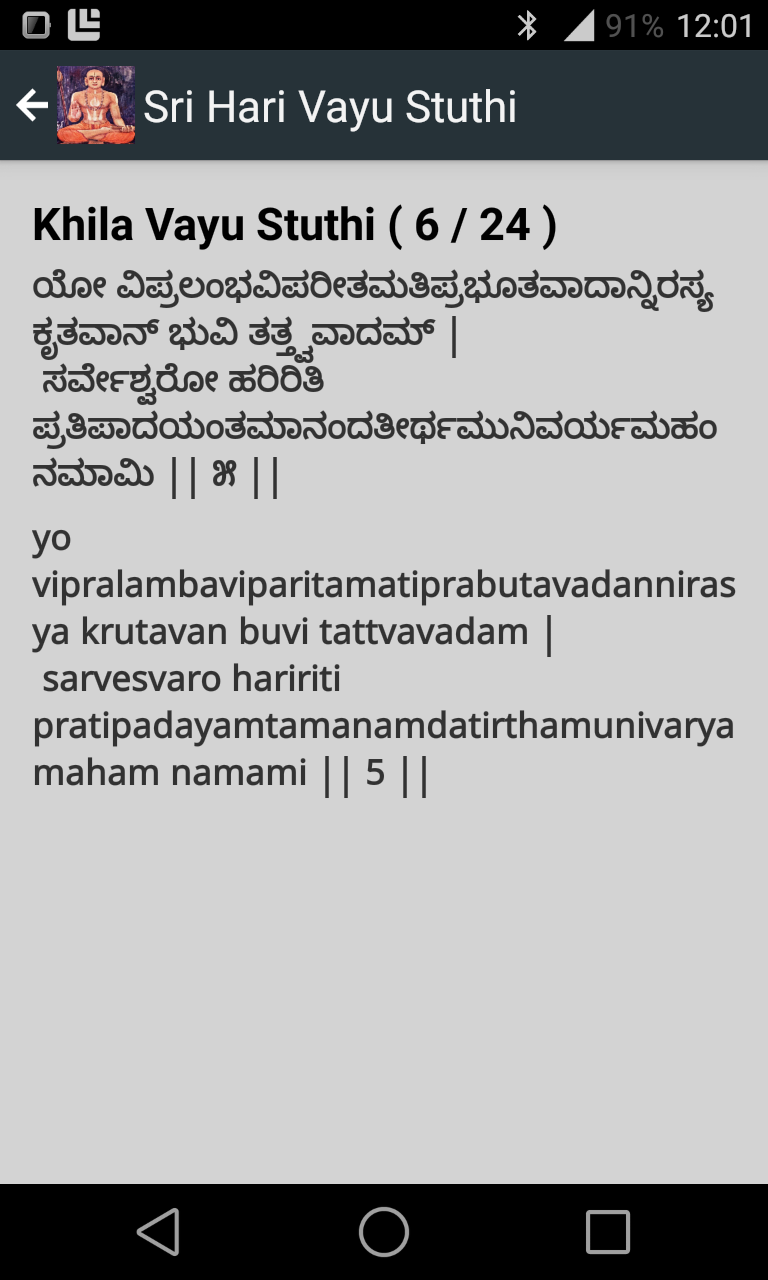 91% 12:01
Sri Hari Vayu Stuthi
Khila Vayu Stuthi ( 6 / 24 )
ಯೋ ವಿಪ್ರಲಂಭವಿಪರೀತಮತಿಪ್ರಭೂತವಾದಾನ್ನಿರಸ್ಯ
ಕೃತವಾನ್ ಭುವಿ ತತ್ತ್ವವಾದಮ್ |
ಸರ್ವೇಶ್ವರೋ ಹರಿರಿತಿ
ಪ್ರತಿಪಾದಯಂತಮಾನಂದತೀರ್ಥಮುನಿವರ್ಯಮಹಂ
ನಮಾಮಿ || ೫ ||
yo
vipralambaviparitamatiprabutavadanniras
ya krutavan buvi tattvavadam |
sarvesvaro haririti
pratipadayamtamanamdatirthamunivarya
maham namami || 5 ||